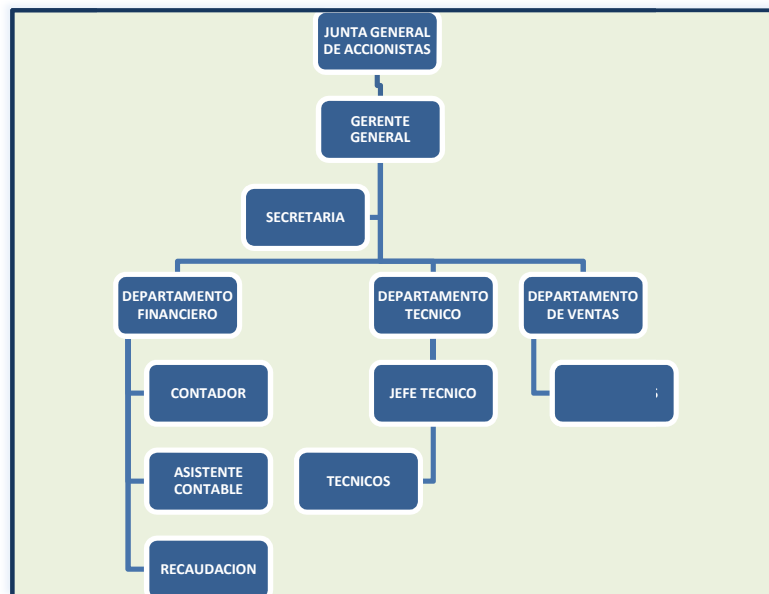 JUNTA GENERAL
DE ACCIONISTAS
GERENTE
GENERAL
SECRETARIA
DEPARTAMENTO
FINANCIERO
DEPARTAMENTO
TECNICO
DEPARTAMENTO
DE VENTAS
CONTADOR
JEFE TECNICO
ASISTENTE
CONTABLE
TECNICOS
RECAUDACION